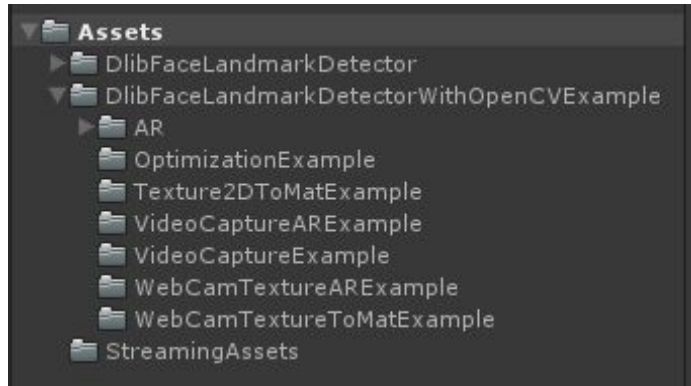 Assets
DlibFaceLandmarkDetector
DlibFaceLandmarkDetectorWithOpenCVExample
AR
OptimizationExample
Texture2DToMatExample
VideoCaptureARExample
VideoCaptureExample
WebCamTextureARExample
WebCamTextureToMatExample
StreamingAssets